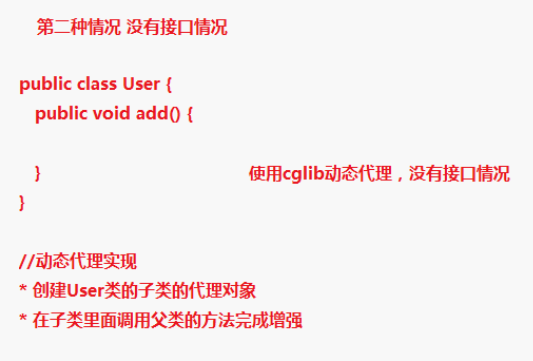 第二种情况 没有接口情况
public class User {
public void add() {
}
使用cglib动态代理，没有接口情况
}
//动态代理实现
* 创建User类的子类的代理对象
* 在子类里面调用父类的方法完成增强